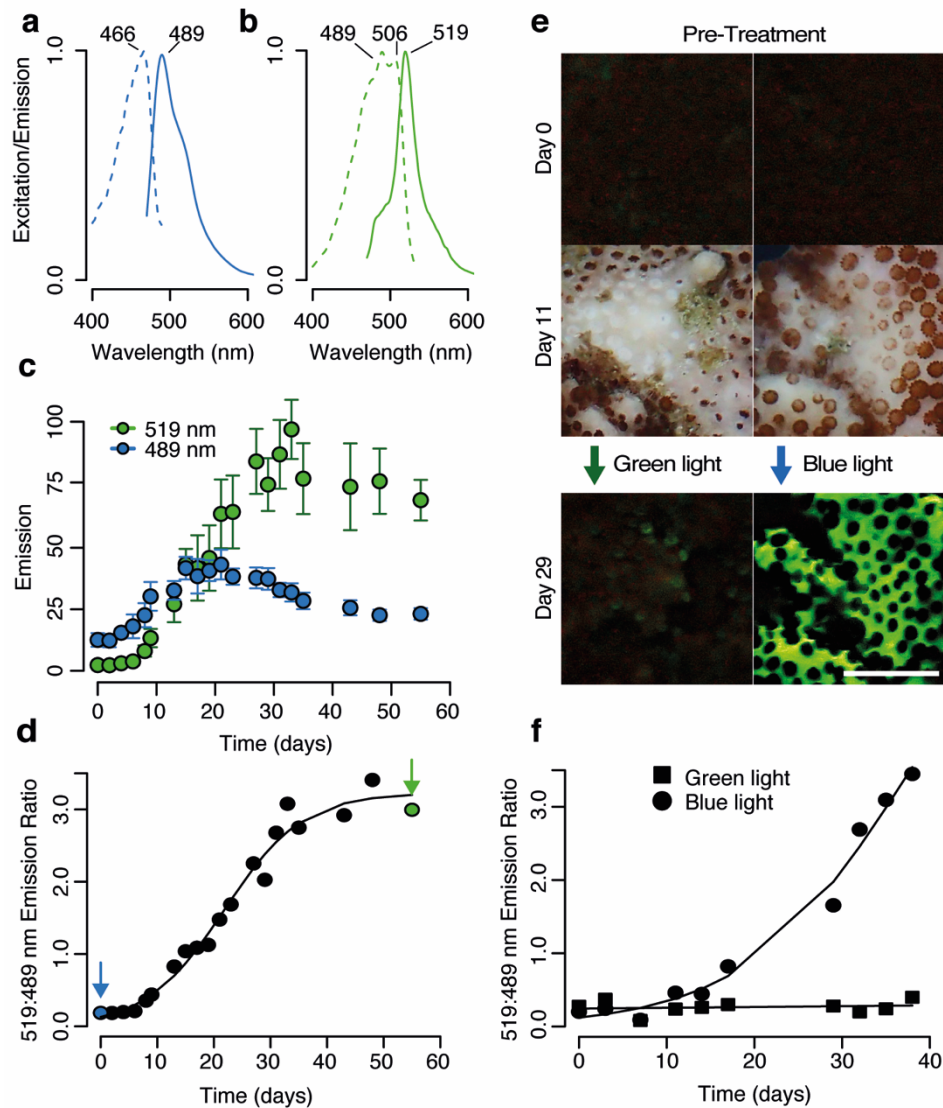 a
466
489
1.0
0.0
Excitation/Emission
400
500
600
Wavelength (nm)
b
489
506
519
1.0
0.0
400
500
600
Wavelength (nm)
c
519 nm
489 nm
100
75
50
25
0
Emission
0
10
20
30
40
50
60
Time (days)
d
3.0
2.0
1.0
0.0
519:489 nm Emission Ratio
0
10
20
30
40
50
60
Time (days)
e
Pre-Treatment
Day 0
Day 11
Green light
Blue light
Day 29
f
Green light
Blue light
3.0
2.0
1.0
0.0
519:489 nm Emission Ratio
0
10
20
30
40
Time (days)